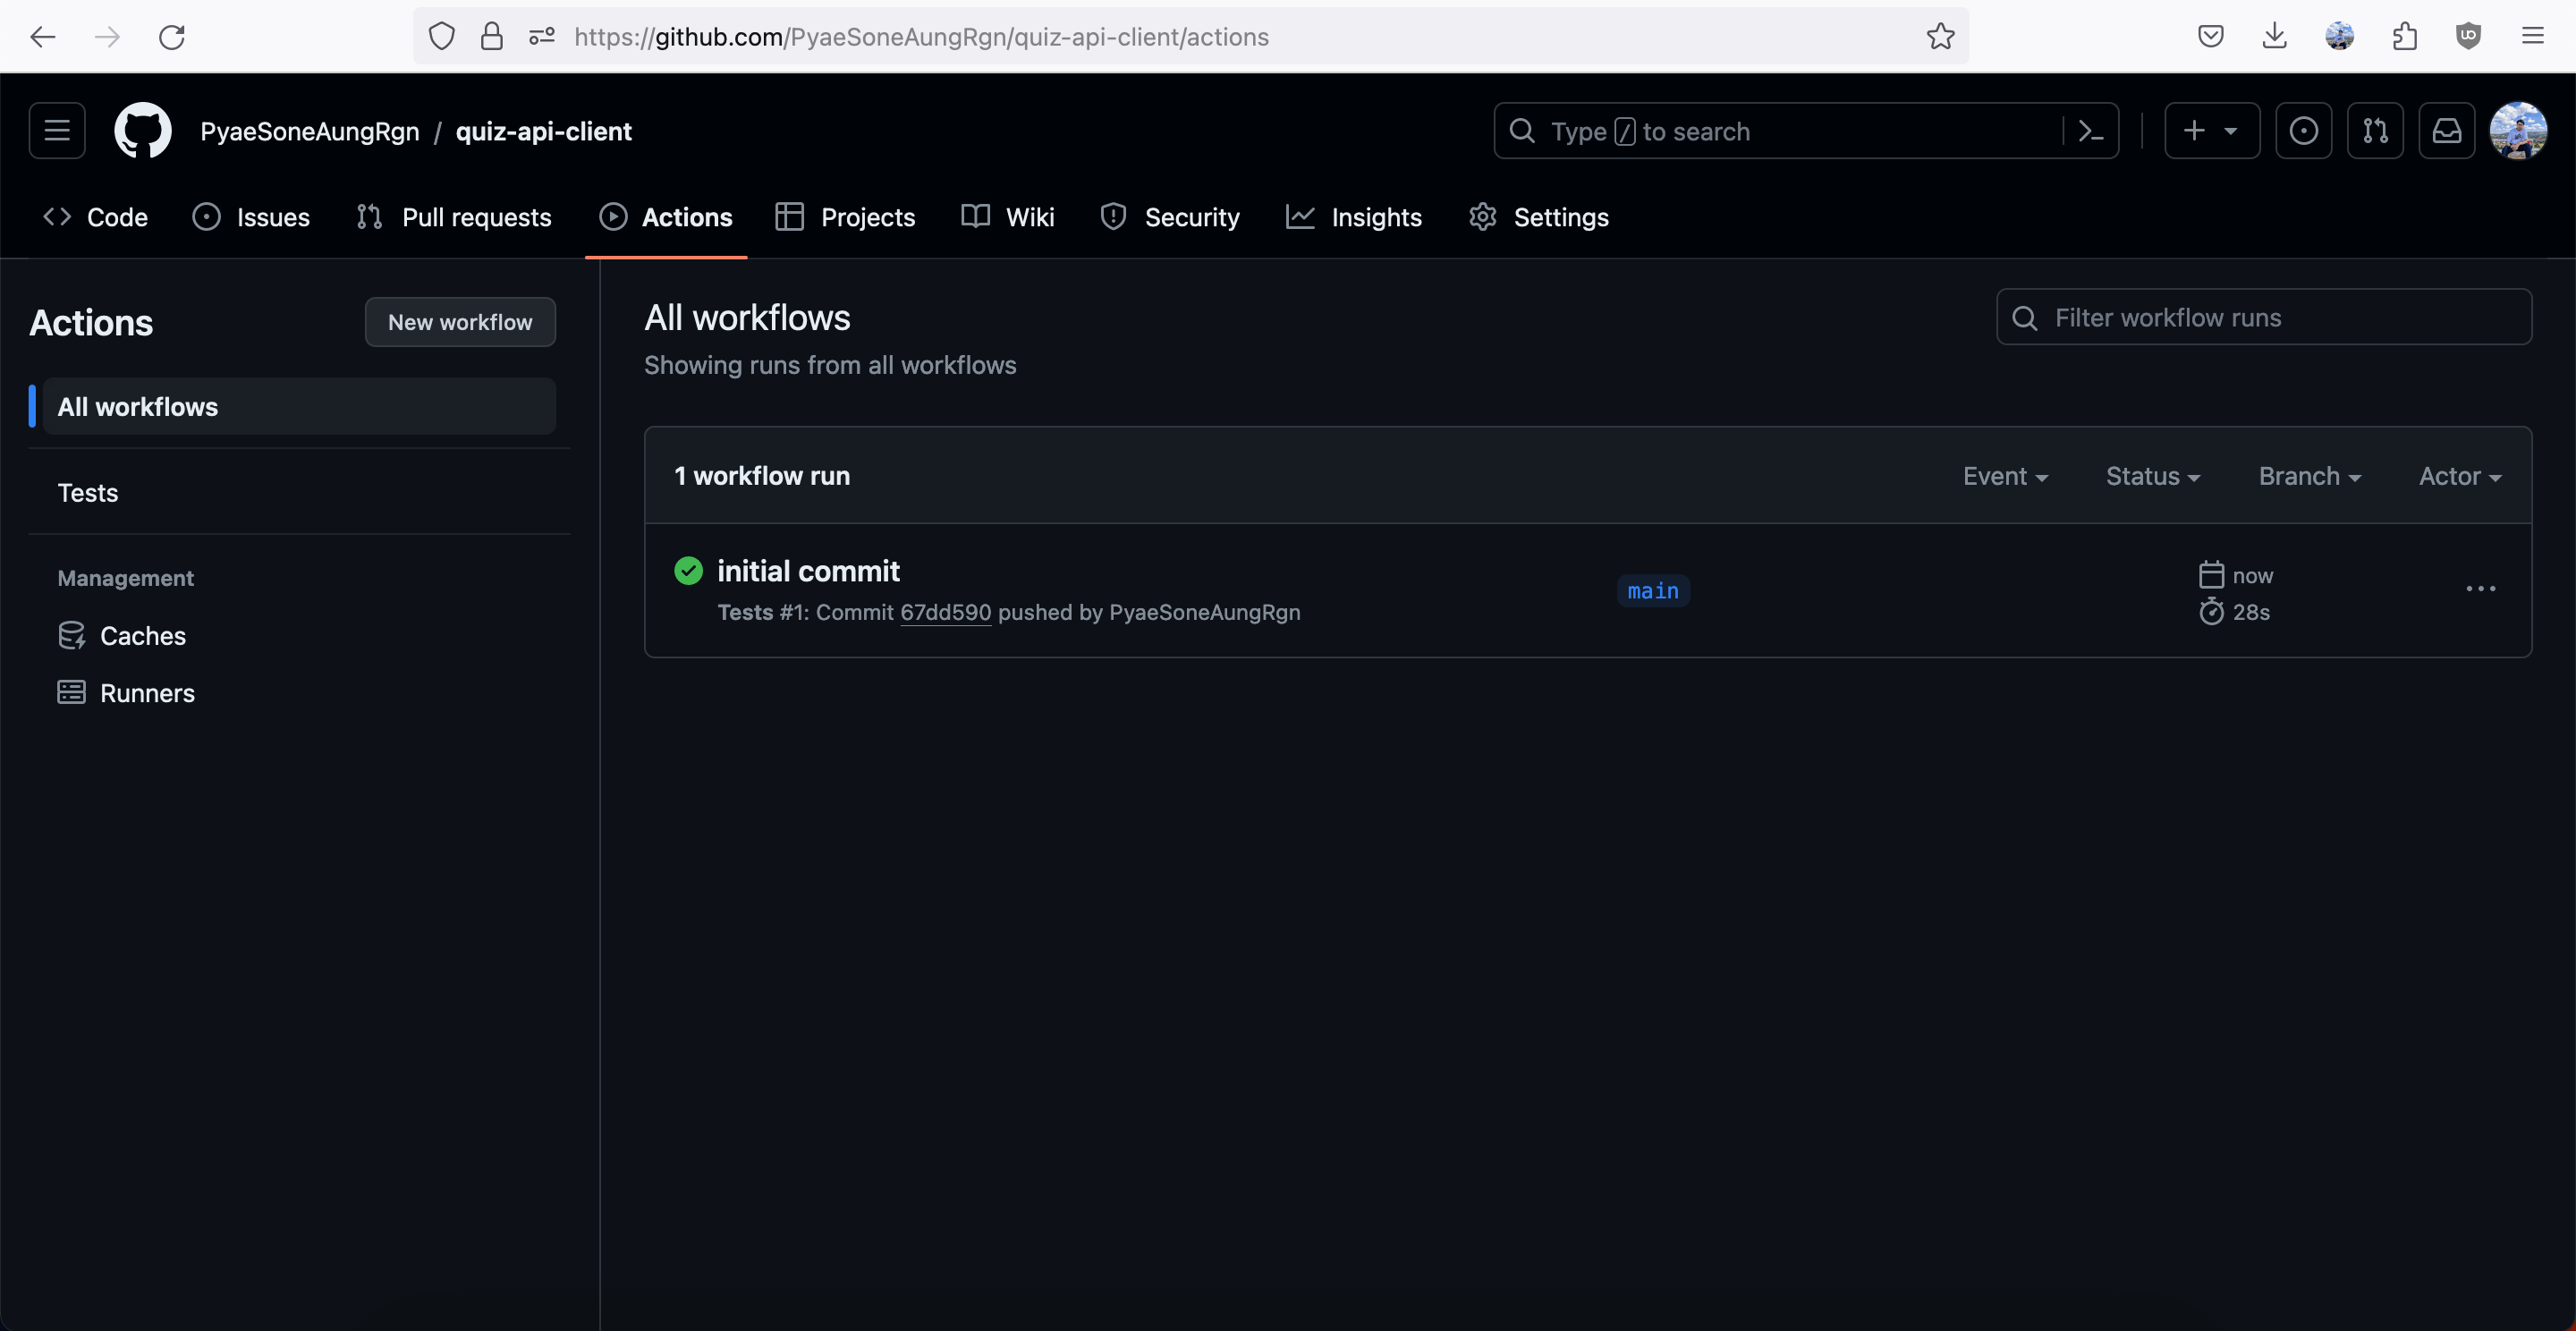 https://github.com/PyaeSoneAungRgn/quiz-api-client/actions
PyaeSoneAungRgn / quiz-api-client
Type / to search
Code Issues Pull requests Actions Projects Wiki Security Insights Settings
Actions
New workflow
All workflows
Tests
Management
Caches
Runners
All workflows
Showing runs from all workflows
Filter workflow runs
1 workflow run
Event Status Branch Actor
initial commit
Tests #1: Commit 67dd590 pushed by PyaeSoneAungRgn
main
now
28s